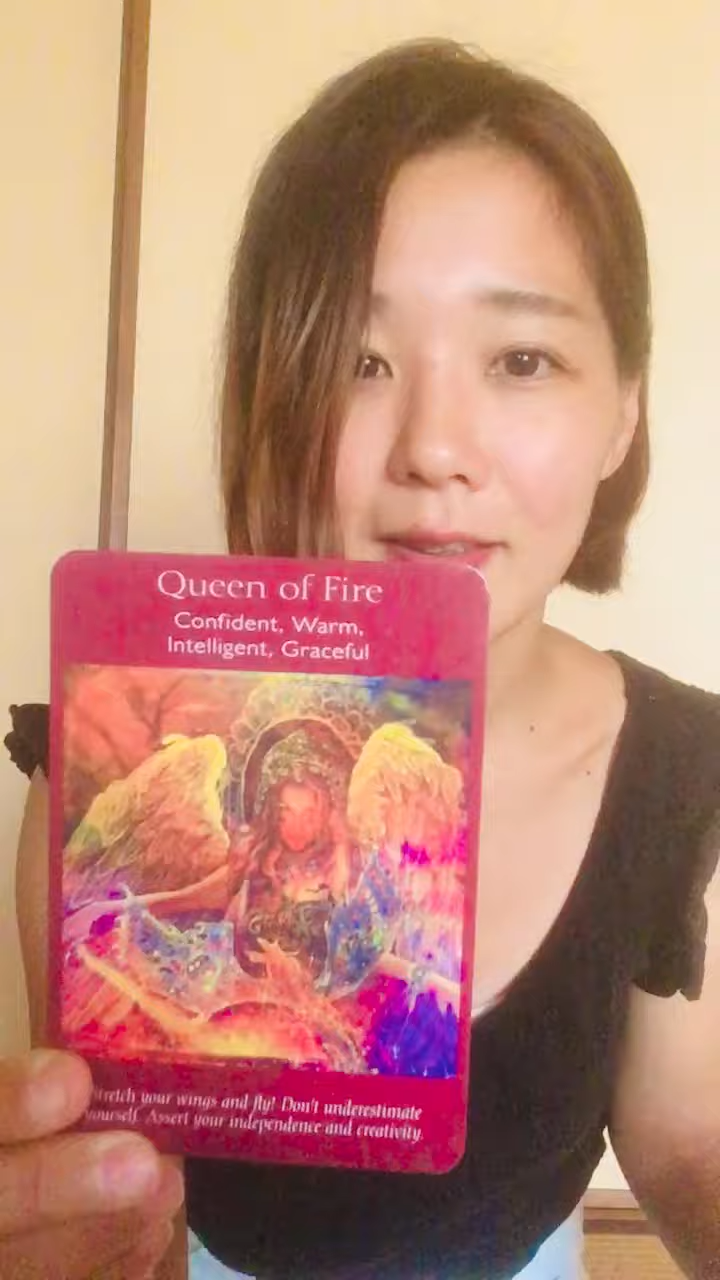 Queen of Fire
Confident, Warm,
Intelligent, Graceful
Stretch your wings and fly! Don't underestimate
yourself. Assert your independence and creativity.